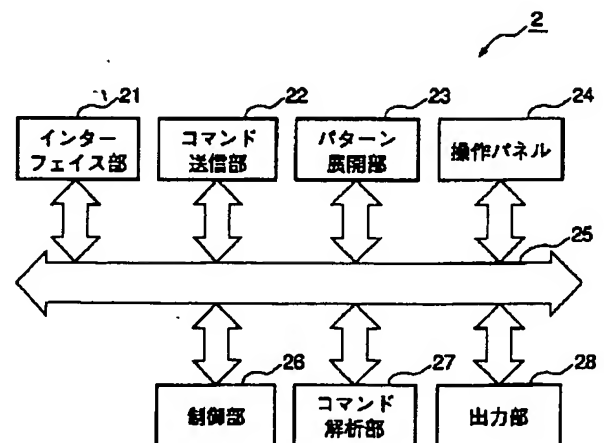 2
21
22
23
24
インター
フェイス部
コマンド
送信部
パターン
展開部
操作パネル
25
26
27
28
制御部
コマンド
解析部
出力部